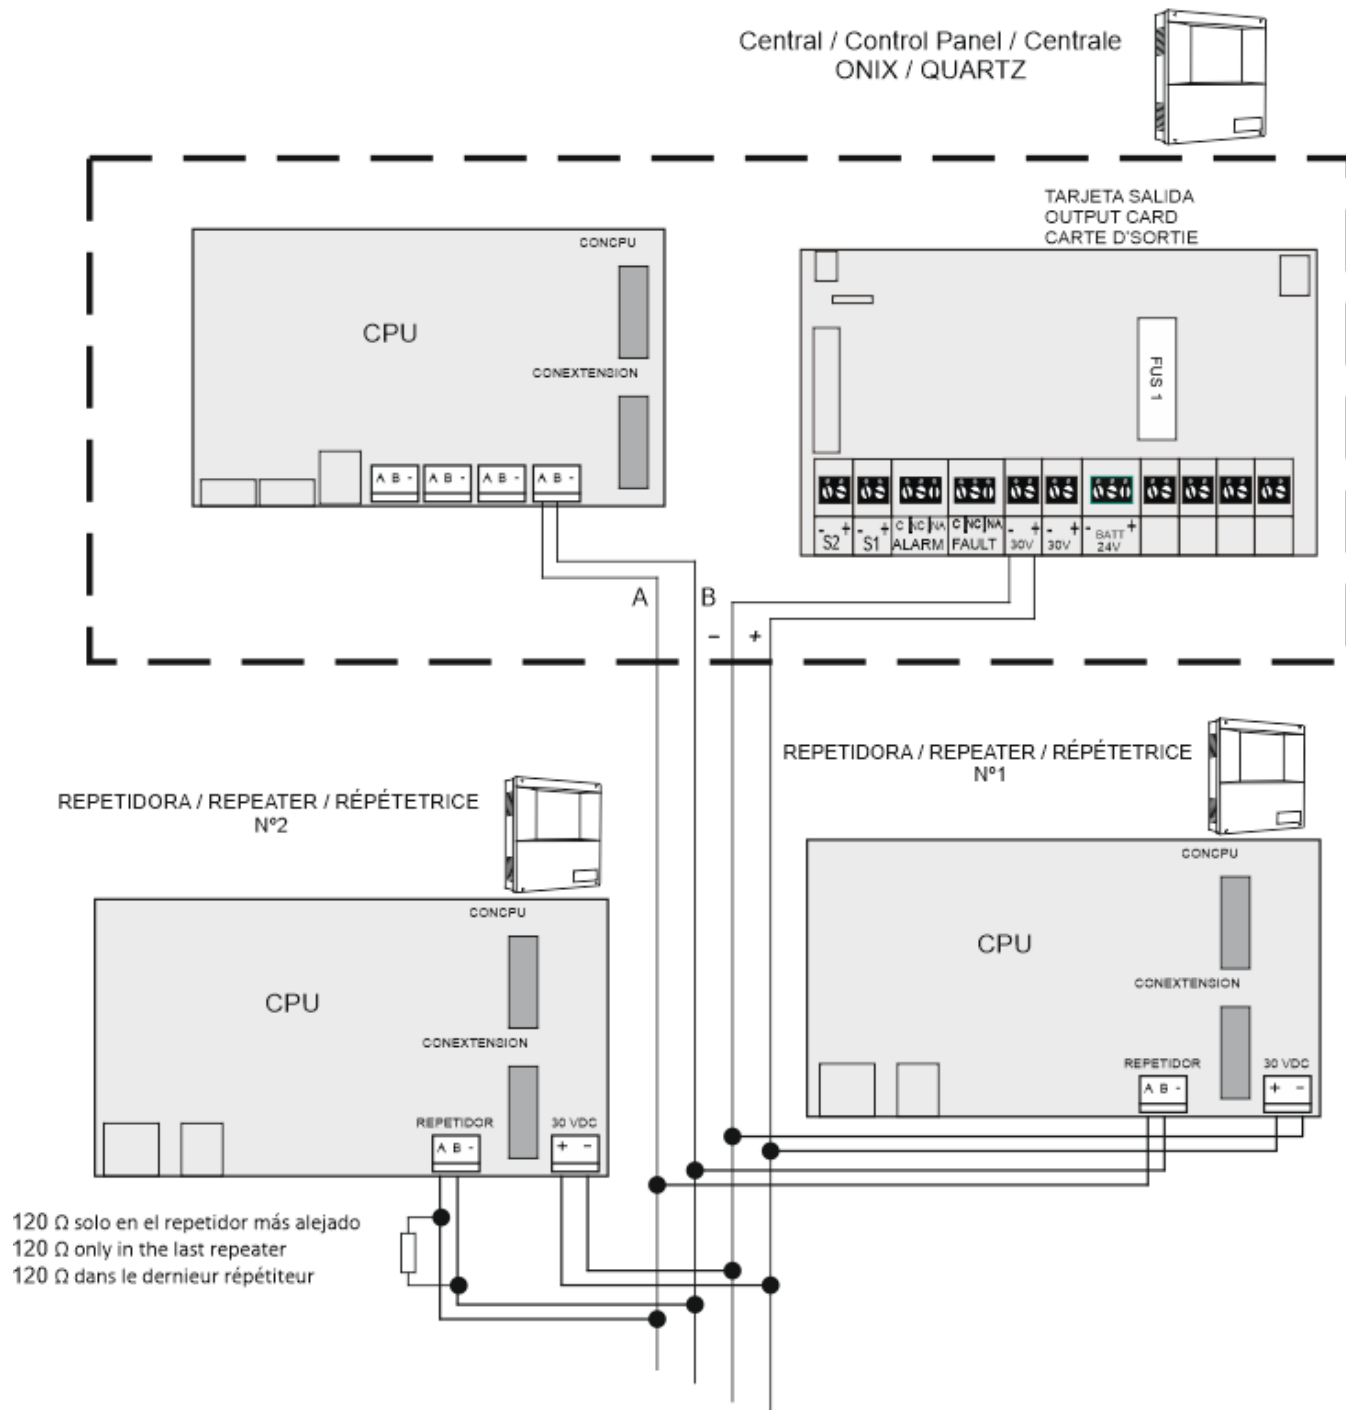 Central / Control Panel / Centrale
ONIX / QUARTZ
TARJETA SALIDA
OUTPUT CARD
CARTE D'SORTIE
CONCPU
CPU
CONEXTENSION
FUS 1
A B - A B - A B - A B -
- + - + C NC NA C NC NA - + - + - +
S2 S1 ALARM FAULT 30V 30V BATT
24V
A B
- +
REPETIDORA / REPEATER / RÉPÉTETRICE
Nº1
REPETIDORA / REPEATER / RÉPÉTETRICE
Nº2
CONCPU
CPU
CONEXTENSION
REPETIDOR 30 VDC
A B - + -
CONCPU
CPU
CONEXTENSION
REPETIDOR 30 VDC
A B - + -
120 Ω solo en el repetidor más alejado
120 Ω only in the last repeater
120 Ω dans le dernieur répétiteur